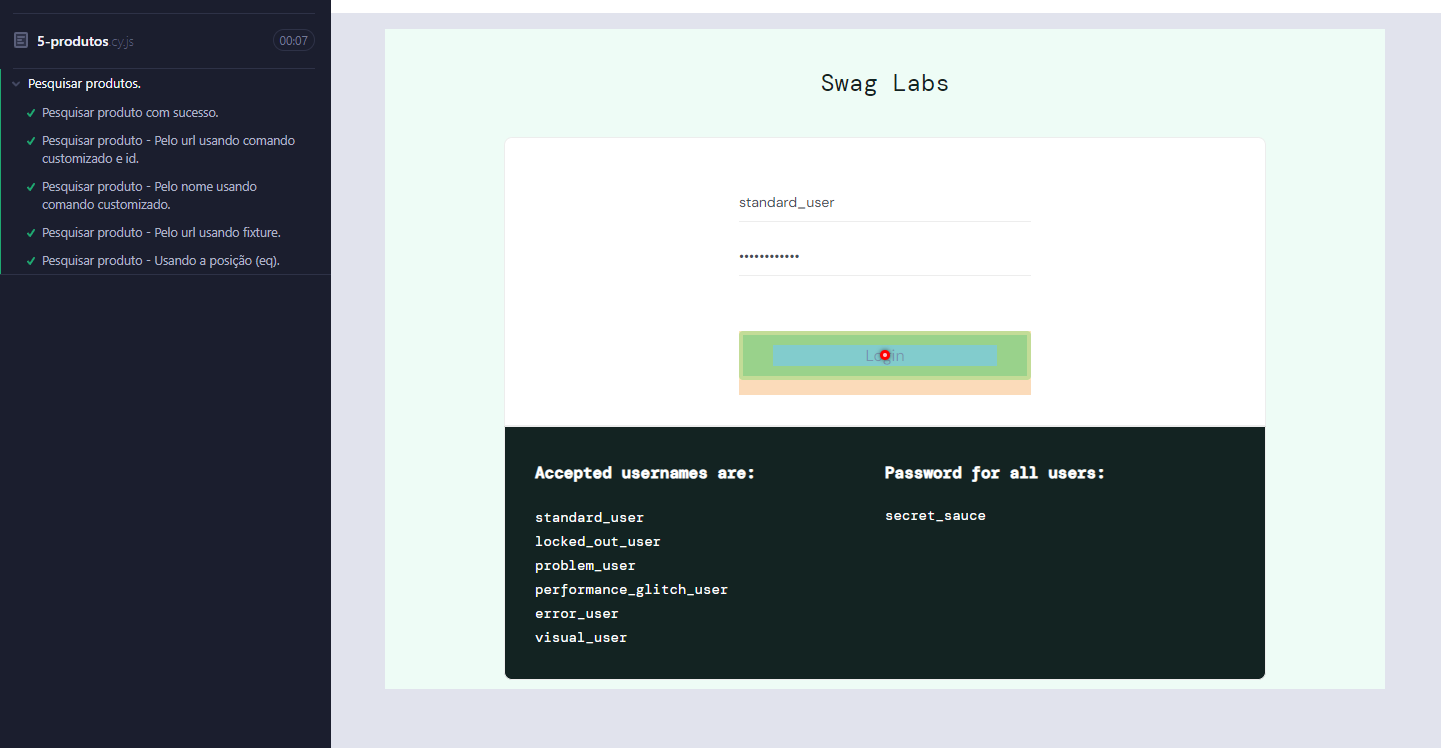 5-produtos.cy.js
00:07
Pesquisar produtos.
Pesquisar produto com sucesso.
Pesquisar produto - Pelo url usando comando
customizado e id.
Pesquisar produto - Pelo nome usando
comando customizado.
Pesquisar produto - Pelo url usando fixture.
Pesquisar produto - Usando a posição (eq).
Swag Labs
standard_user
••••••••••••
Login
Accepted usernames are:
standard_user
locked_out_user
problem_user
performance_glitch_user
error_user
visual_user
Password for all users:
secret_sauce